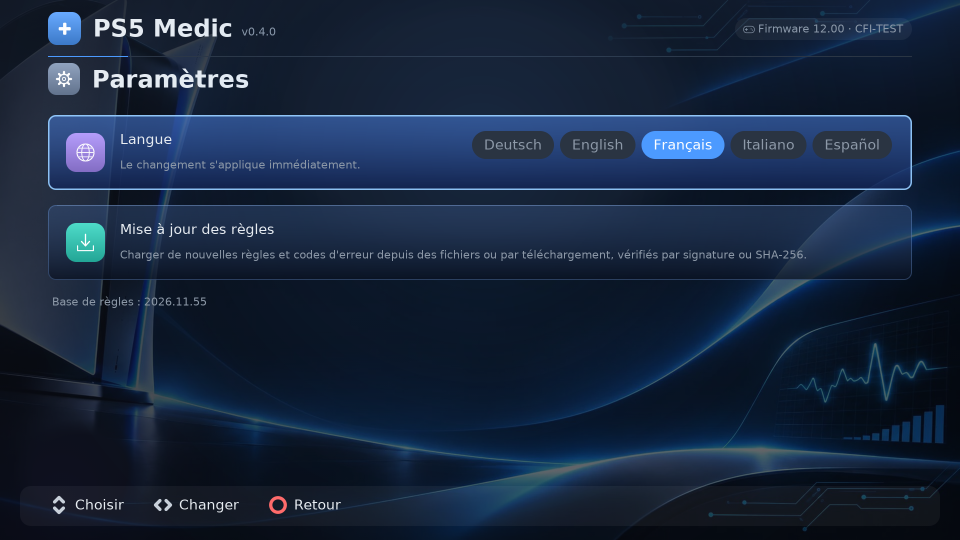 PS5 Medic v0.4.0
Firmware 12.00 · CFI-TEST
Paramètres
Langue
Le changement s'applique immédiatement.
Deutsch English Français Italiano Español
Mise à jour des règles
Charger de nouvelles règles et codes d'erreur depuis des fichiers ou par téléchargement, vérifiés par signature ou SHA-256.
Base de règles : 2026.11.55
Choisir Changer Retour